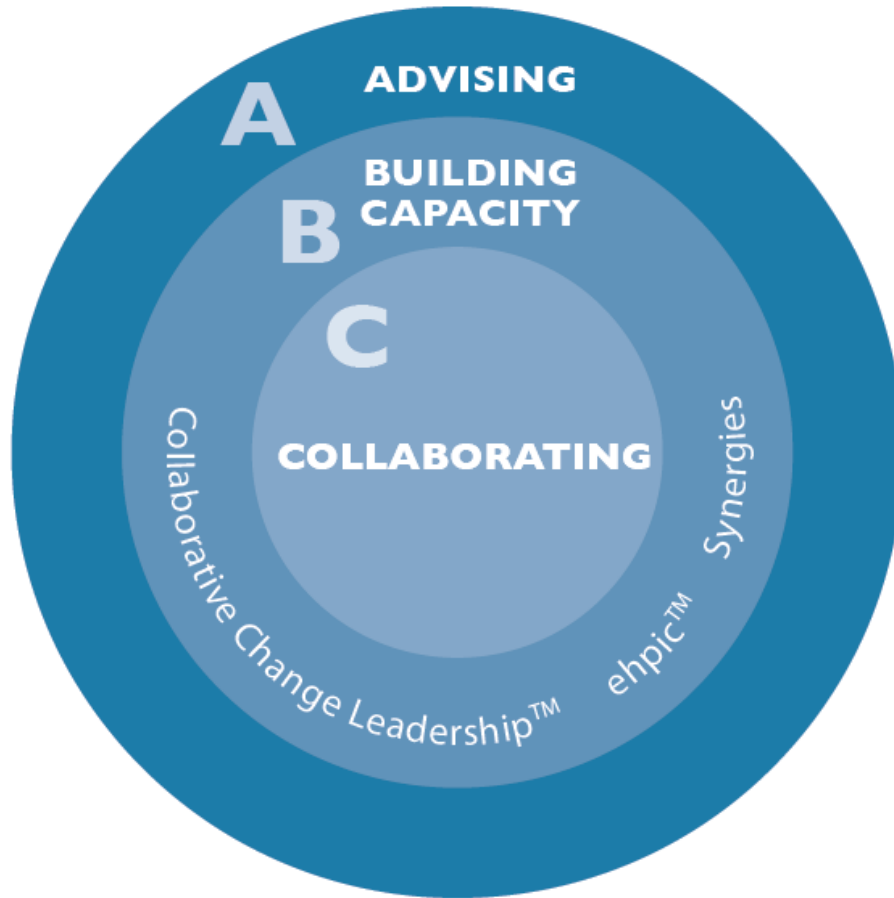 A
ADVISING
B
BUILDING
CAPACITY
C
COLLABORATING
Collaborative Change Leadership™
ehpic™
Synergies